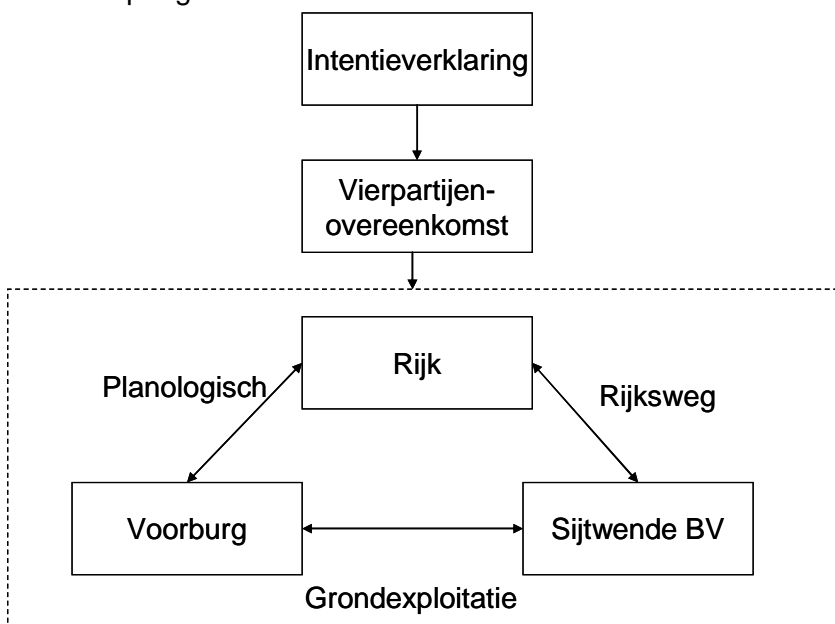 Intentieverklaring
Vierpartijen-
overeenkomst
Rijk
Planologisch
Rijksweg
Voorburg
Sijtwende BV
Grondexploitatie